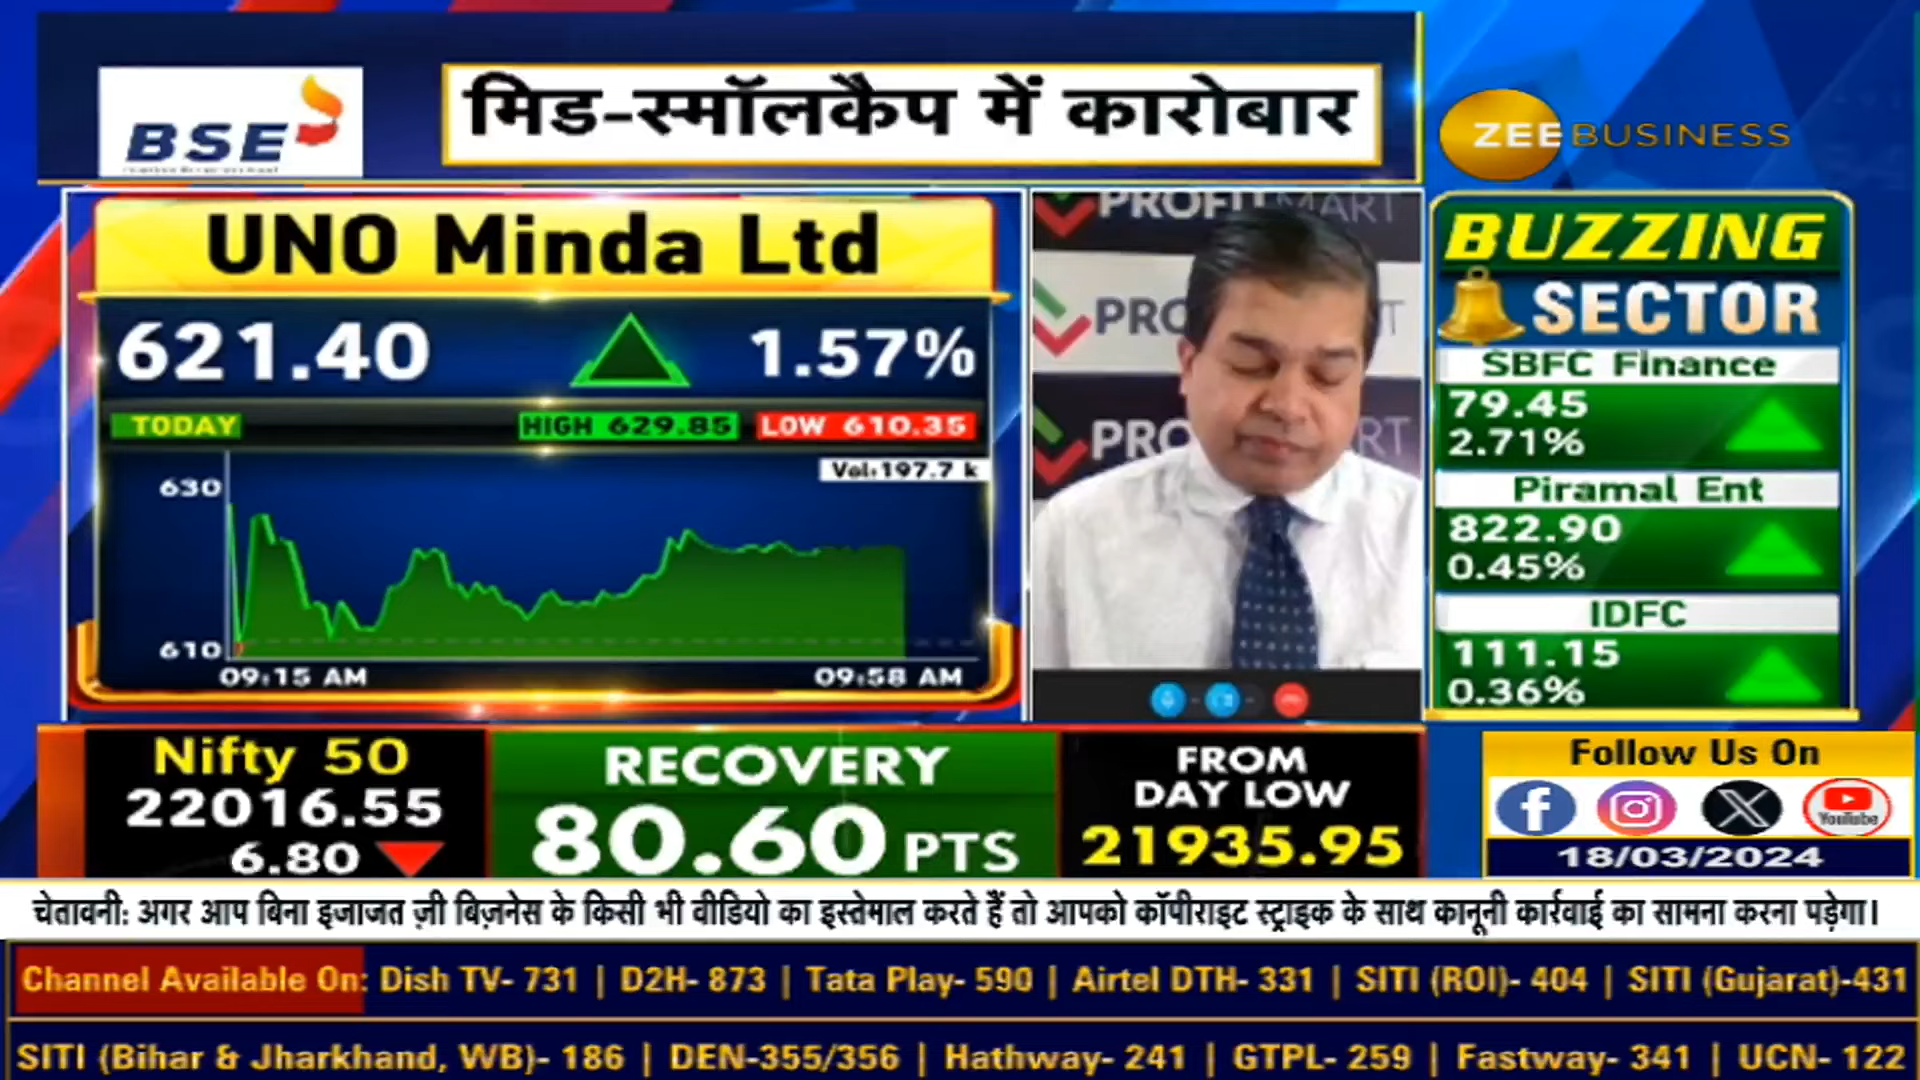 BSE
मिड-स्मॉलकैप में कारोबार
ZEE BUSINESS
UNO Minda Ltd
621.40 1.57%
TODAY HIGH 629.85 LOW 610.35
Vol:197.7 k
630
610
09:15 AM 09:58 AM
PROFITMART
PRO
T
PRO RT
BUZZING
SECTOR
SBFC Finance
79.45
2.71%
Piramal Ent
822.90
0.45%
IDFC
111.15
0.36%
Nifty 50
22016.55
6.80
RECOVERY
80.60 PTS
FROM
DAY LOW
21935.95
Follow Us On
YouTube
18/03/2024
चेतावनी: अगर आप बिना इजाजत ज़ी बिज़नेस के किसी भी वीडियो का इस्तेमाल करते हैं तो आपको कॉपीराइट स्ट्राइक के साथ कानूनी कार्रवाई का सामना करना पड़ेगा।
Channel Available On: Dish TV- 731 | D2H- 873 | Tata Play- 590 | Airtel DTH- 331 | SITI (ROI)- 404 | SITI (Gujarat)-431
SITI (Bihar & Jharkhand, WB)- 186 | DEN-355/356 | Hathway- 241 | GTPL- 259 | Fastway- 341 | UCN- 122